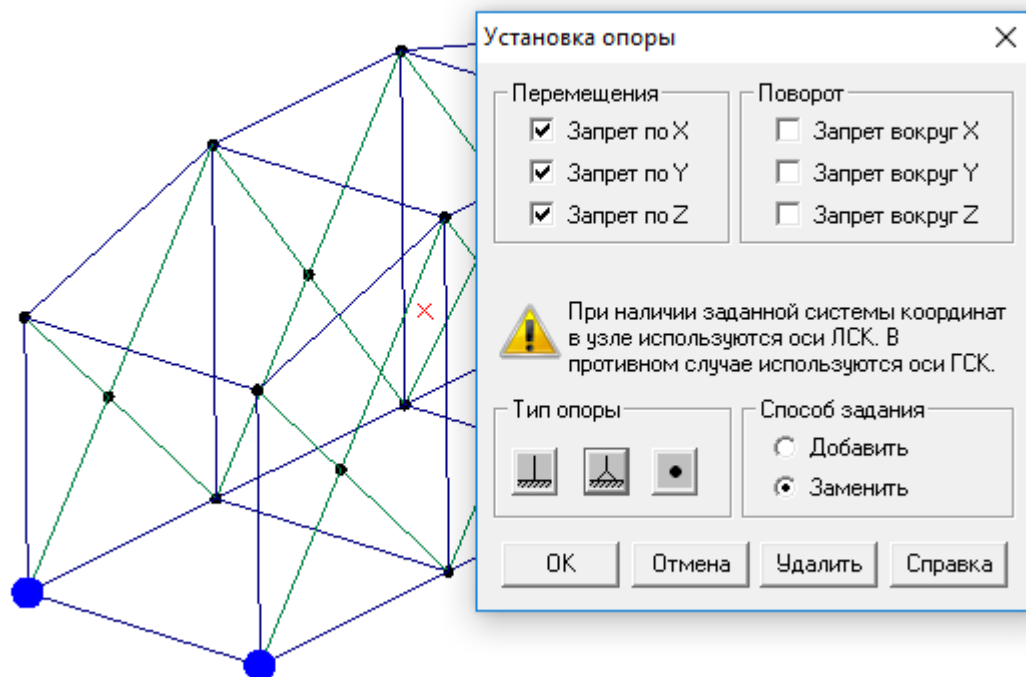 Установка опоры
Перемещения
Запрет по X
Запрет по Y
Запрет по Z
Поворот
Запрет вокруг X
Запрет вокруг Y
Запрет вокруг Z
При наличии заданной системы координат
в узле используются оси ЛСК. В
противном случае используются оси ГСК.
Тип опоры
Способ задания
Добавить
Заменить
OK
Отмена
Удалить
Справка